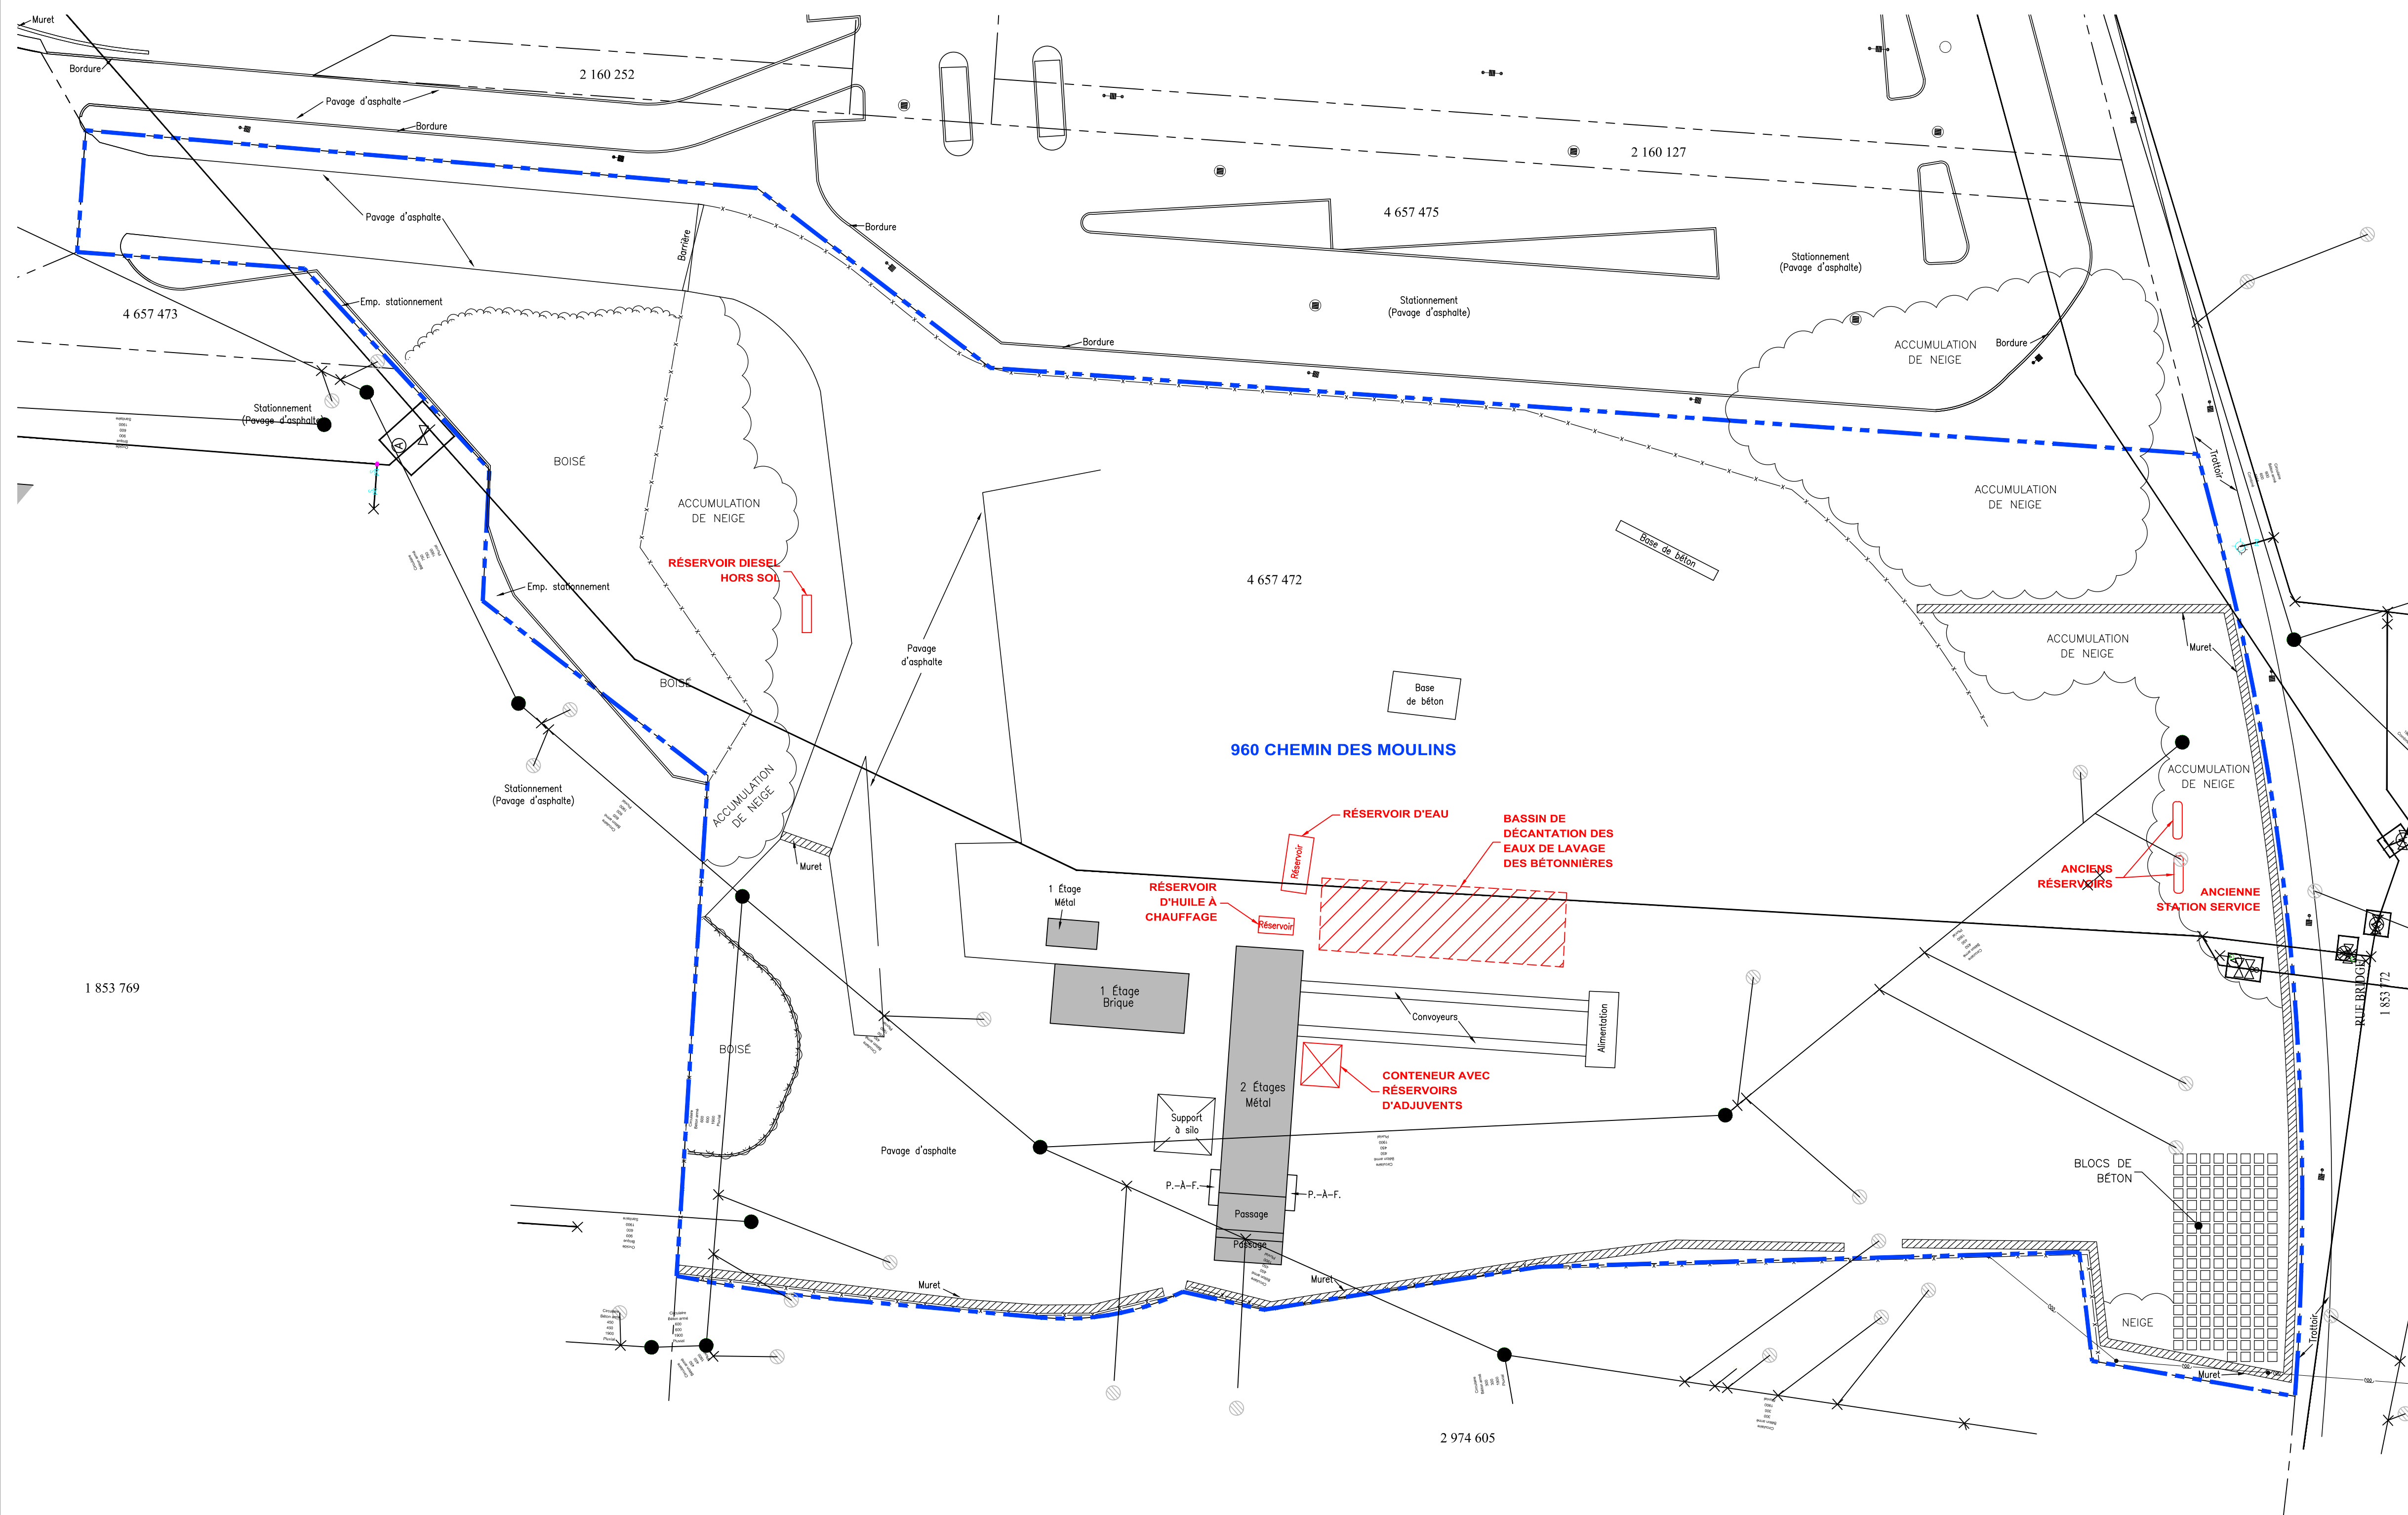 Muret
Bordure
2 160 252
Pavage d'asphalte
Bordure
2 160 127
4 657 475
Pavage d'asphalte
Barrière
Bordure
Stationnement
(Pavage d'asphalte)
4 657 473
Emp. stationnement
Stationnement
(Pavage d'asphalte)
Bordure
ACCUMULATION
DE NEIGE
Bordure
Stationnement
(Pavage d'asphalte)
A
BOISÉ
ACCUMULATION
DE NEIGE
ACCUMULATION
DE NEIGE
Trottoir
RÉSERVOIR DIESEL
HORS SOL
Base de béton
4 657 472
Emp. stationnement
Pavage
d'asphalte
ACCUMULATION
DE NEIGE
Muret
BOISÉ
Base
de béton
960 CHEMIN DES MOULINS
Stationnement
(Pavage d'asphalte)
ACCUMULATION
DE NEIGE
ACCUMULATION
DE NEIGE
Muret
RÉSERVOIR D'EAU
Réservoir
BASSIN DE
DÉCANTATION DES
EAUX DE LAVAGE
DES BÉTONNIÈRES
ANCIENS
RÉSERVOIRS
ANCIENNE
STATION SERVICE
1 Étage
Métal
RÉSERVOIR
D'HUILE À
CHAUFFAGE
Réservoir
1 853 769
1 Étage
Brique
Convoyeurs
Alimentation
RUE BRIDGE
1 853 772
BOISÉ
2 Étages
Métal
CONTENEUR AVEC
RÉSERVOIRS
D'ADJUVENTS
Support
à silo
Pavage d'asphalte
P.-À-F.
P.-À-F.
Passage
Passage
BLOCS DE
BÉTON
Muret
Muret
NEIGE
Trottoir
Muret
2 974 605